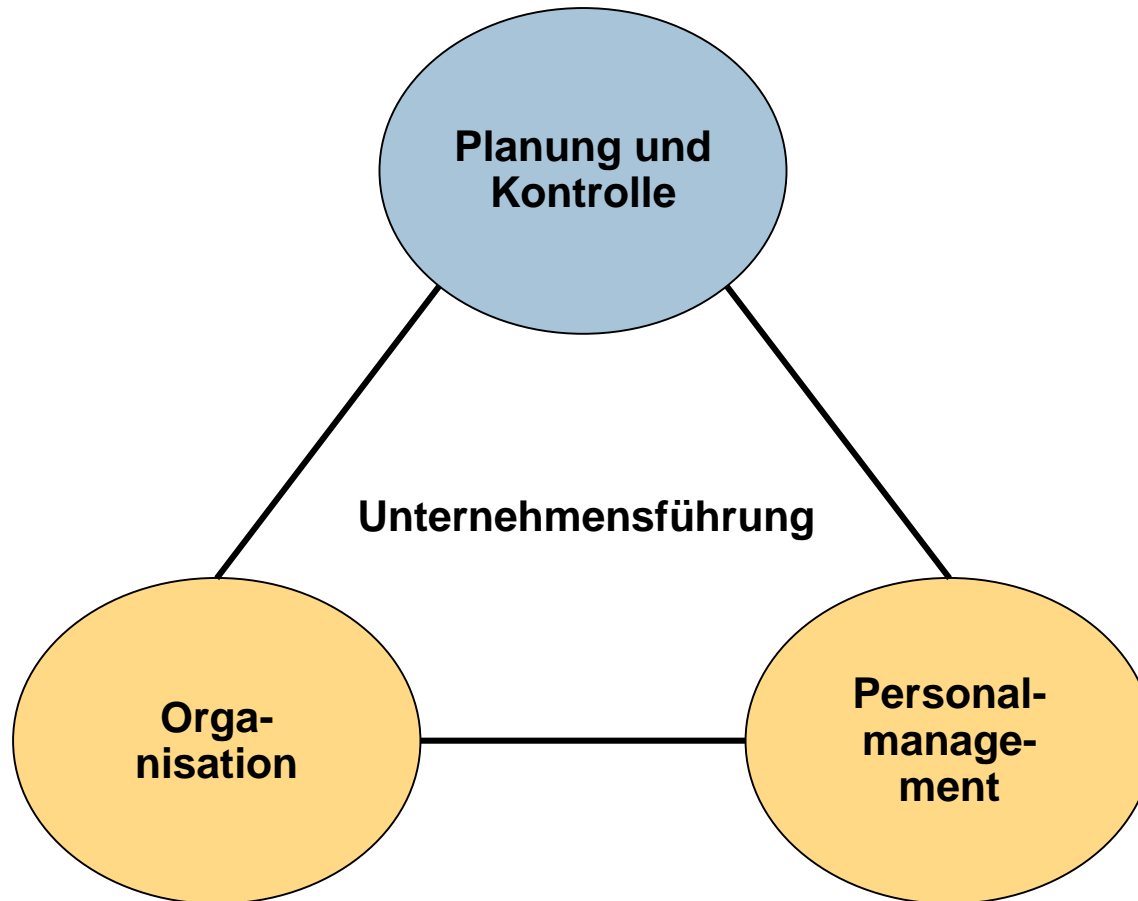 Planung und
Kontrolle
Unternehmensführung
Orga-
nisation
Personal-
manage-
ment